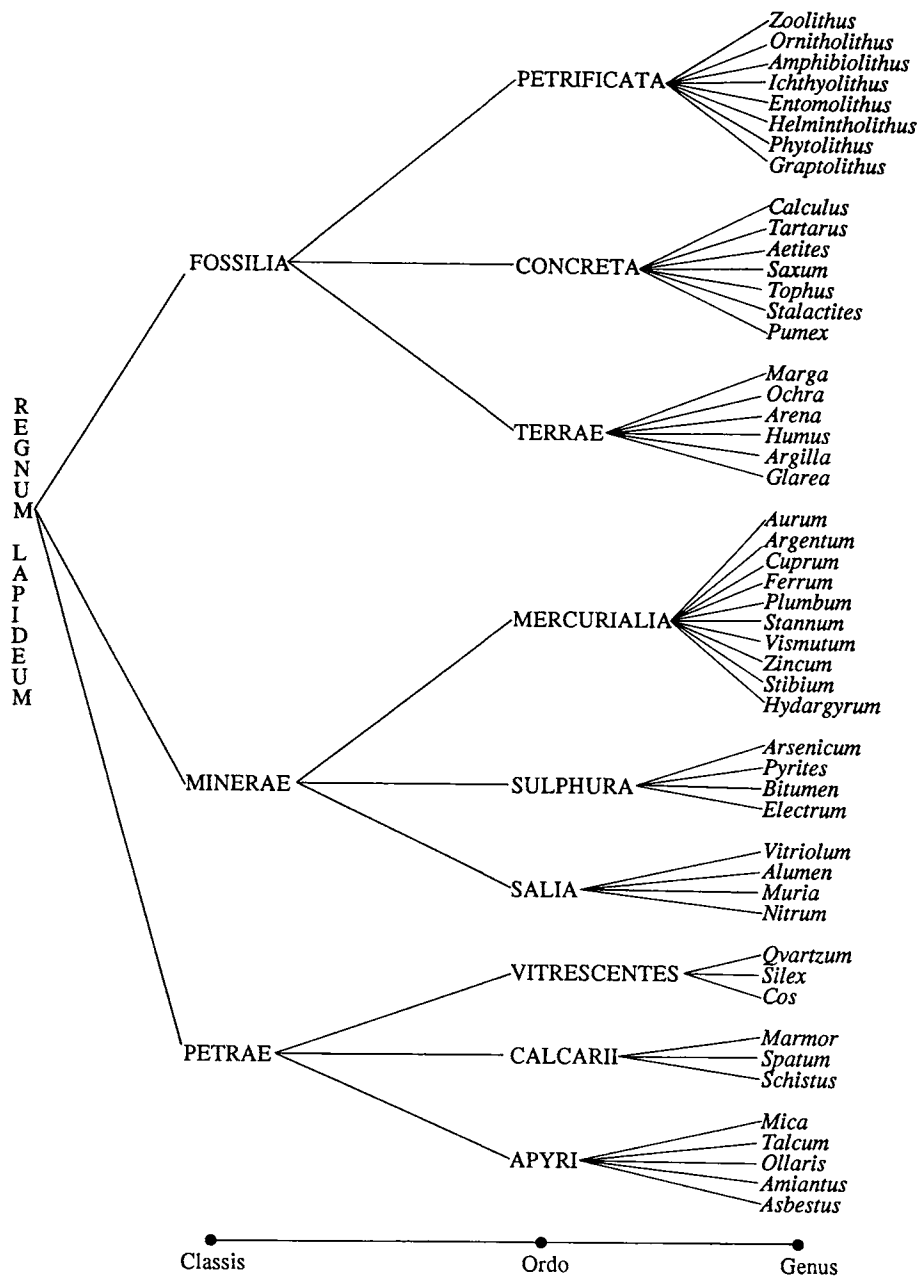 REGNUM LAPIDEUM
FOSSILIA
PETRIFICATA
Zoolithus
Ornitholithus
Amphibiolithus
Ichthyolithus
Entomolithus
Helmintholithus
Phytolithus
Graptolithus
CONCRETA
Calculus
Tartarus
Aetites
Saxum
Tophus
Stalactites
Pumex
TERRAE
Marga
Ochra
Arena
Humus
Argilla
Glarea
MINERAE
MERCURIALIA
Aurum
Argentum
Cuprum
Ferrum
Plumbum
Stannum
Vismutum
Zincum
Stibium
Hydargyrum
SULPHURA
Arsenicum
Pyrites
Bitumen
Electrum
SALIA
Vitriolum
Alumen
Muria
Nitrum
PETRAE
VITRESCENTES
Qvartzum
Silex
Cos
CALCARII
Marmor
Spatum
Schistus
APYRI
Mica
Talcum
Ollaris
Amiantus
Asbestus
Classis
Ordo
Genus